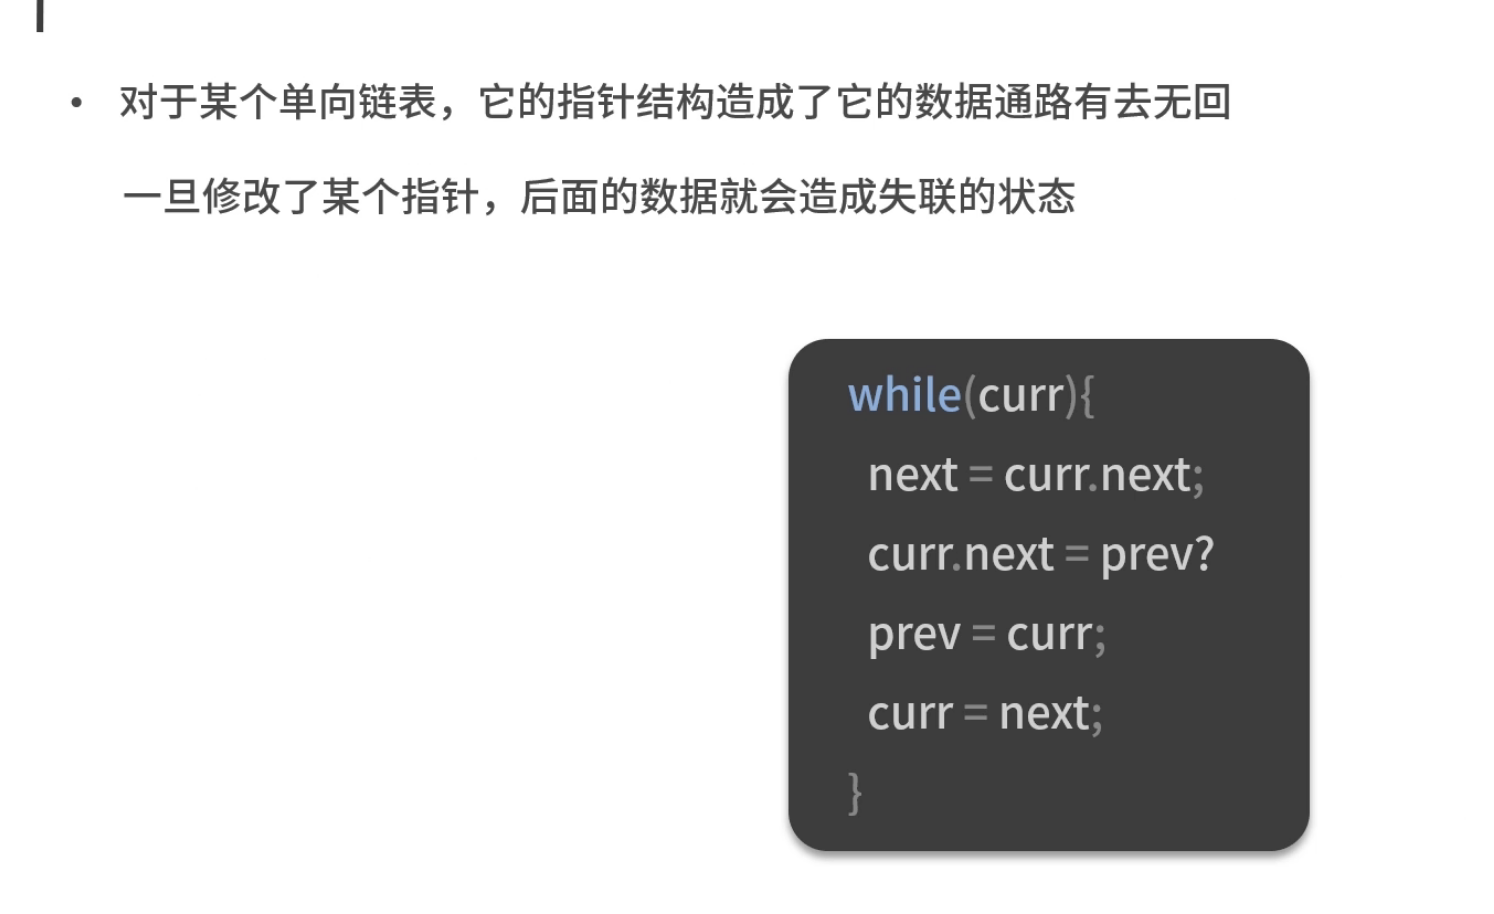 • 对于某个单向链表，它的指针结构造成了它的数据通路有去无回
一旦修改了某个指针，后面的数据就会造成失联的状态
while(curr){
next = curr.next;
curr.next = prev?
prev = curr;
curr = next;
}